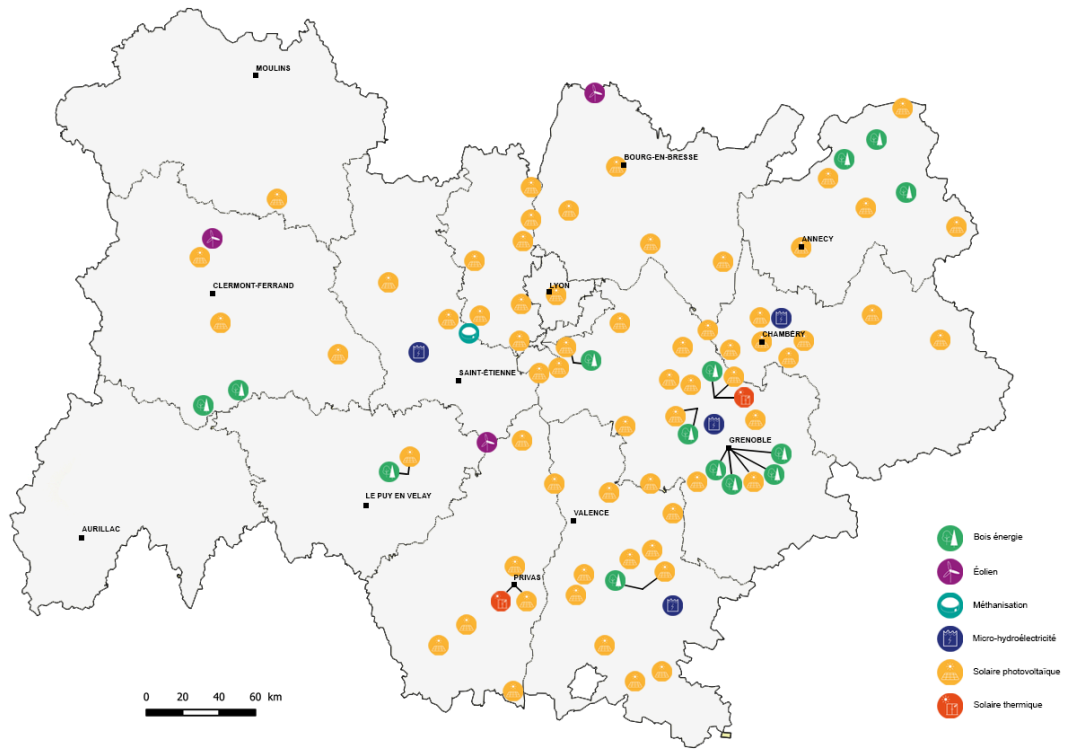 MOULINS
BOURG-EN-BRESSE
ANNECY
CLERMONT-FERRAND
LYON
CHAMBÉRY
SAINT-ÉTIENNE
GRENOBLE
LE PUY EN VELAY
VALENCE
AURILLAC
PRIVAS
Bois énergie
Éolien
Méthanisation
Micro-hydroélectricité
Solaire photovoltaïque
Solaire thermique
0 20 40 60 km